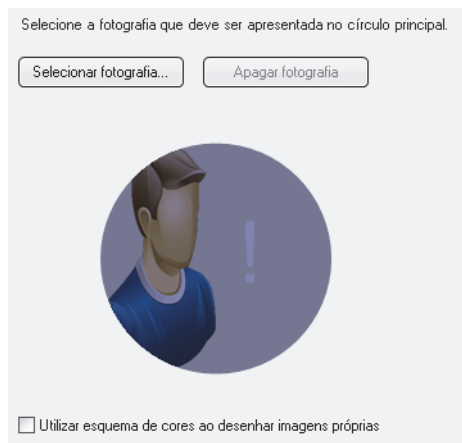 Selecione a fotografia que deve ser apresentada no círculo principal.
Selecionar fotografia... Apagar fotografia
!
Utilizar esquema de cores ao desenhar imagens próprias